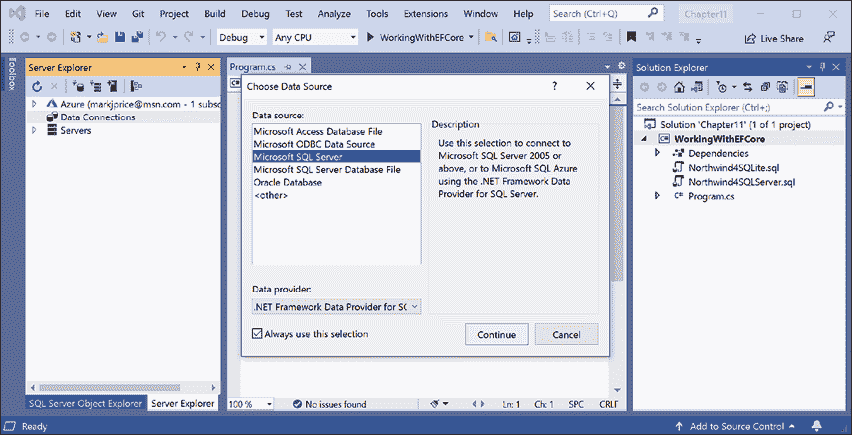 File Edit View Git Project Build Debug Test Analyze Tools Extensions Window Help Search (Ctrl+Q) Chapter11
Debug Any CPU WorkingWithEFCore Live Share
Toolbox
Server Explorer
Azure (markjprice@msn.com - 1 subsc
Data Connections
Servers
SQL Server Object Explorer Server Explorer
Program.cs
Choose Data Source ?
Data source:
Microsoft Access Database File
Microsoft ODBC Data Source
Microsoft SQL Server
Microsoft SQL Server Database File
Oracle Database
<other>
Description
Use this selection to connect to
Microsoft SQL Server 2005 or
above, or to Microsoft SQL Azure
using the .NET Framework Data
Provider for SQL Server.
Data provider:
.NET Framework Data Provider for SQ
Always use this selection
Continue Cancel
100 % No issues found Ln: 1 Ch: 1 SPC CRLF
Solution Explorer
Search Solution Explorer (Ctrl+;)
Solution 'Chapter11' (1 of 1 project)
WorkingWithEFCore
Dependencies
Northwind4SQLite.sql
Northwind4SQLServer.sql
C# Program.cs
Ready Add to Source Control